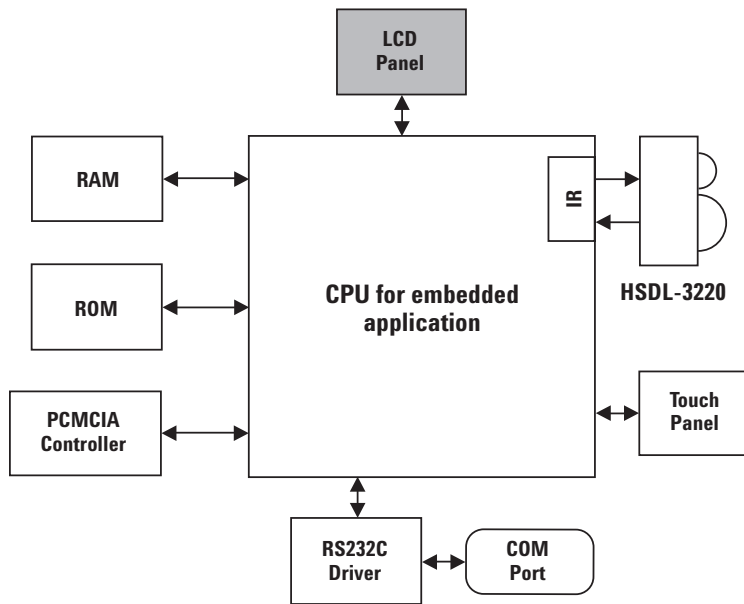 LCD
Panel
RAM
IR
ROM
CPU for embedded
application
HSDL-3220
PCMCIA
Controller
Touch
Panel
RS232C
Driver
COM
Port